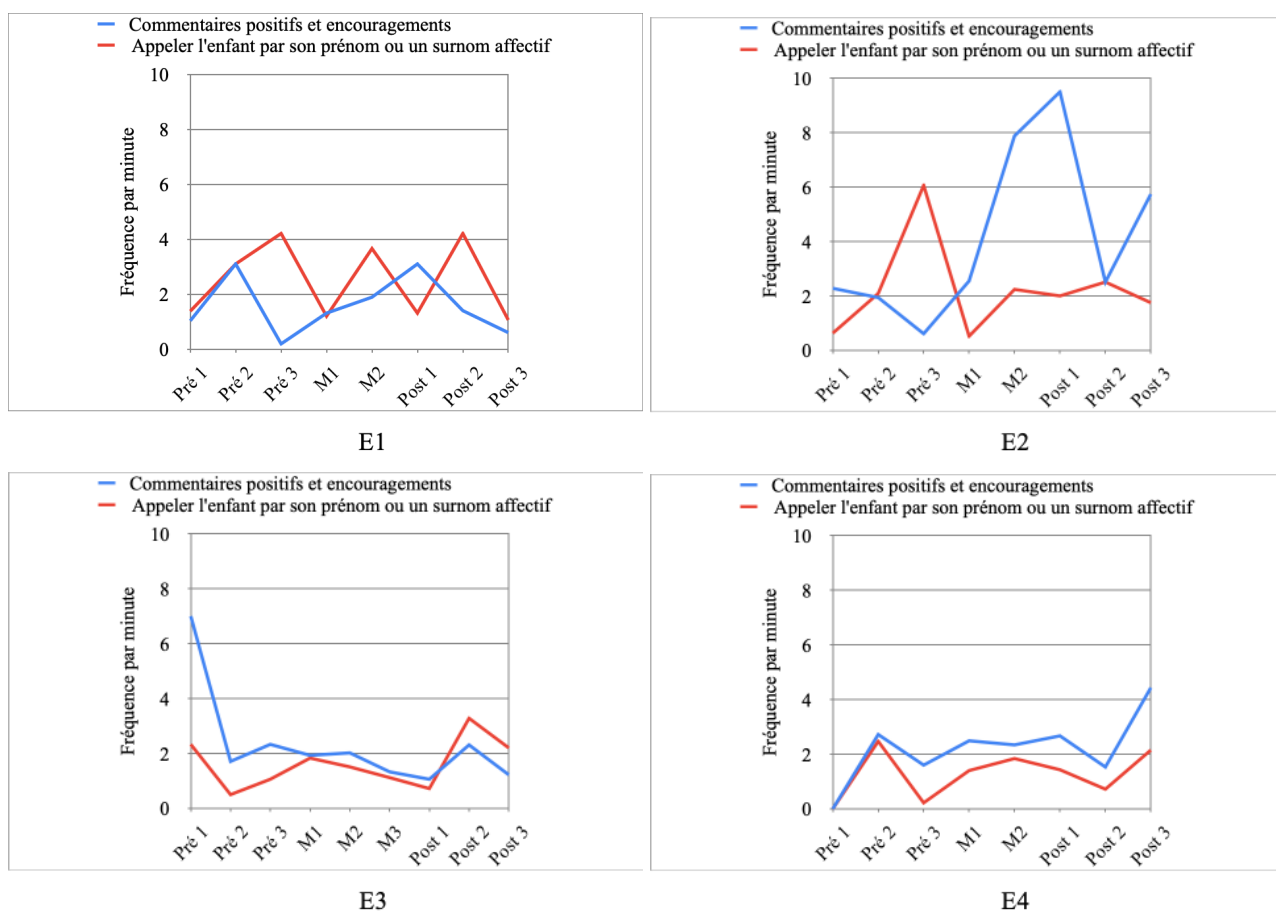 Commentaires positifs et encouragements
Appeler l'enfant par son prénom ou un surnom affectif
10
8
6
4
2
0
Fréquence par minute
Pré 1
Pré 2
Pré 3
M1
M2
Post 1
Post 2
Post 3
E1
Commentaires positifs et encouragements
Appeler l'enfant par son prénom ou un surnom affectif
10
8
6
4
2
0
Fréquence par minute
Pré 1
Pré 2
Pré 3
M1
M2
Post 1
Post 2
Post 3
E2
Commentaires positifs et encouragements
Appeler l'enfant par son prénom ou un surnom affectif
10
8
6
4
2
0
Fréquence par minute
Pré 1
Pré 2
Pré 3
M1
M2
M3
Post 1
Post 2
Post 3
E3
Commentaires positifs et encouragements
Appeler l'enfant par son prénom ou un surnom affectif
10
8
6
4
2
0
Fréquence par minute
Pré 1
Pré 2
Pré 3
M1
M2
Post 1
Post 2
Post 3
E4